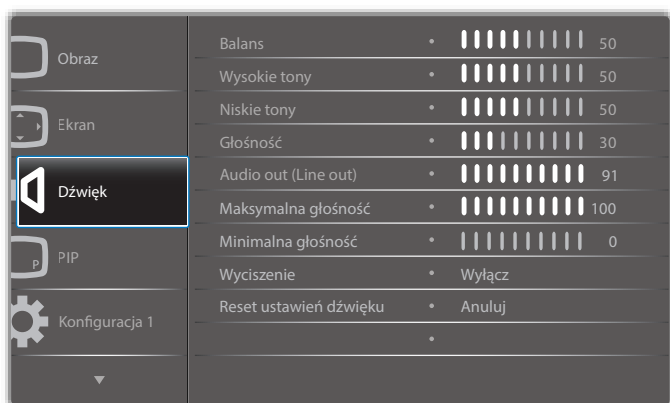 Obraz
Ekran
Dźwięk
P
PIP
Konfiguracja 1
Balans • 50
Wysokie tony • 50
Niskie tony • 50
Głośność • 30
Audio out (Line out) • 91
Maksymalna głośność • 100
Minimalna głośność • 0
Wyciszenie • Wyłącz
Reset ustawień dźwięku • Anuluj
•